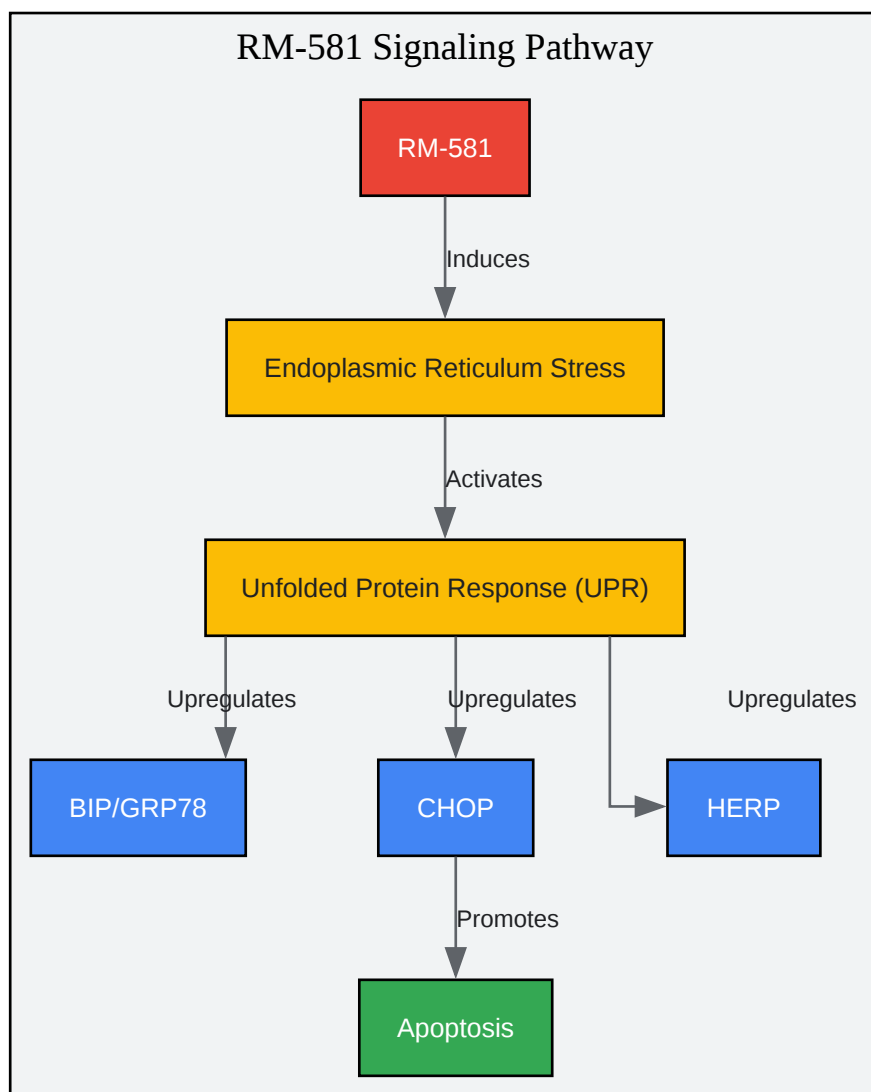 RM-581 Signaling Pathway
RM-581
Induces
Endoplasmic Reticulum Stress
Activates
Unfolded Protein Response (UPR)
Upregulates
Upregulates
Upregulates
BIP/GRP78
CHOP
HERP
Promotes
Apoptosis